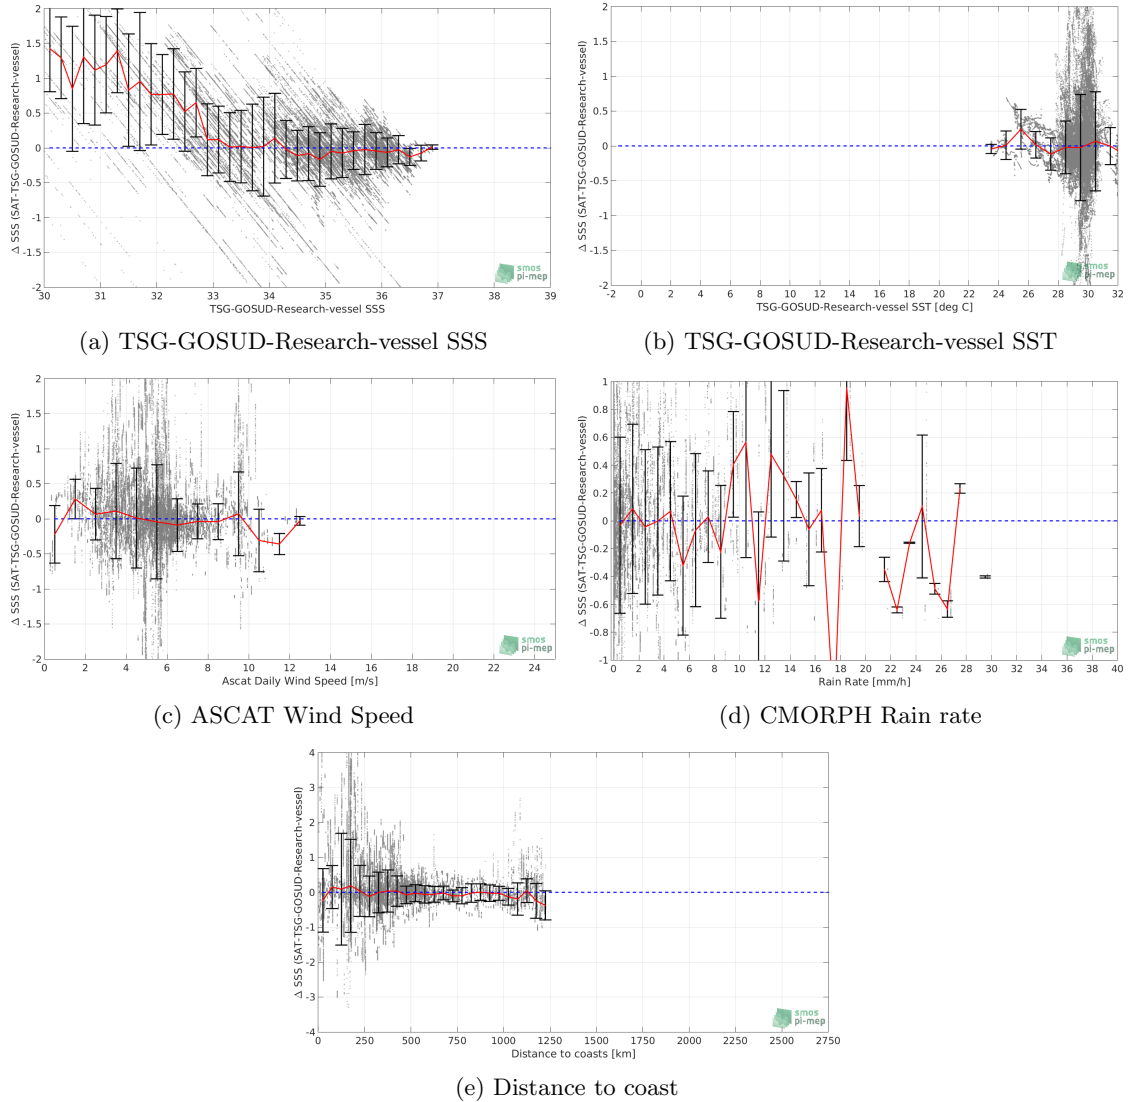 2
1.5
1
0.5
0
-0.5
-1
-1.5
-2
Δ SSS (SAT-TSG-GOSUD-Research-vessel)
30 31 32 33 34 35 36 37 38 39
TSG-GOSUD-Research-vessel SSS
smos
pi-mep
(a) TSG-GOSUD-Research-vessel SSS
2
1.5
1
0.5
0
-0.5
-1
-1.5
-2
Δ SSS (SAT-TSG-GOSUD-Research-vessel)
-2 0 2 4 6 8 10 12 14 16 18 20 22 24 26 28 30 32
TSG-GOSUD-Research-vessel SST [deg C]
smos
pi-mep
(b) TSG-GOSUD-Research-vessel SST
2
1.5
1
0.5
0
-0.5
-1
-1.5
-2
Δ SSS (SAT-TSG-GOSUD-Research-vessel)
0 2 4 6 8 10 12 14 16 18 20 22 24
Ascat Daily Wind Speed [m/s]
smos
pi-mep
(c) ASCAT Wind Speed
1
0.8
0.6
0.4
0.2
0
-0.2
-0.4
-0.6
-0.8
-1
Δ SSS (SAT-TSG-GOSUD-Research-vessel)
0 2 4 6 8 10 12 14 16 18 20 22 24 26 28 30 32 34 36 38 40
Rain Rate [mm/h]
smos
pi-mep
(d) CMORPH Rain rate
4
3
2
1
0
-1
-2
-3
-4
Δ SSS (SAT-TSG-GOSUD-Research-vessel)
0 250 500 750 1000 1250 1500 1750 2000 2250 2500 2750
Distance to coasts [km]
smos
pi-mep
(e) Distance to coast